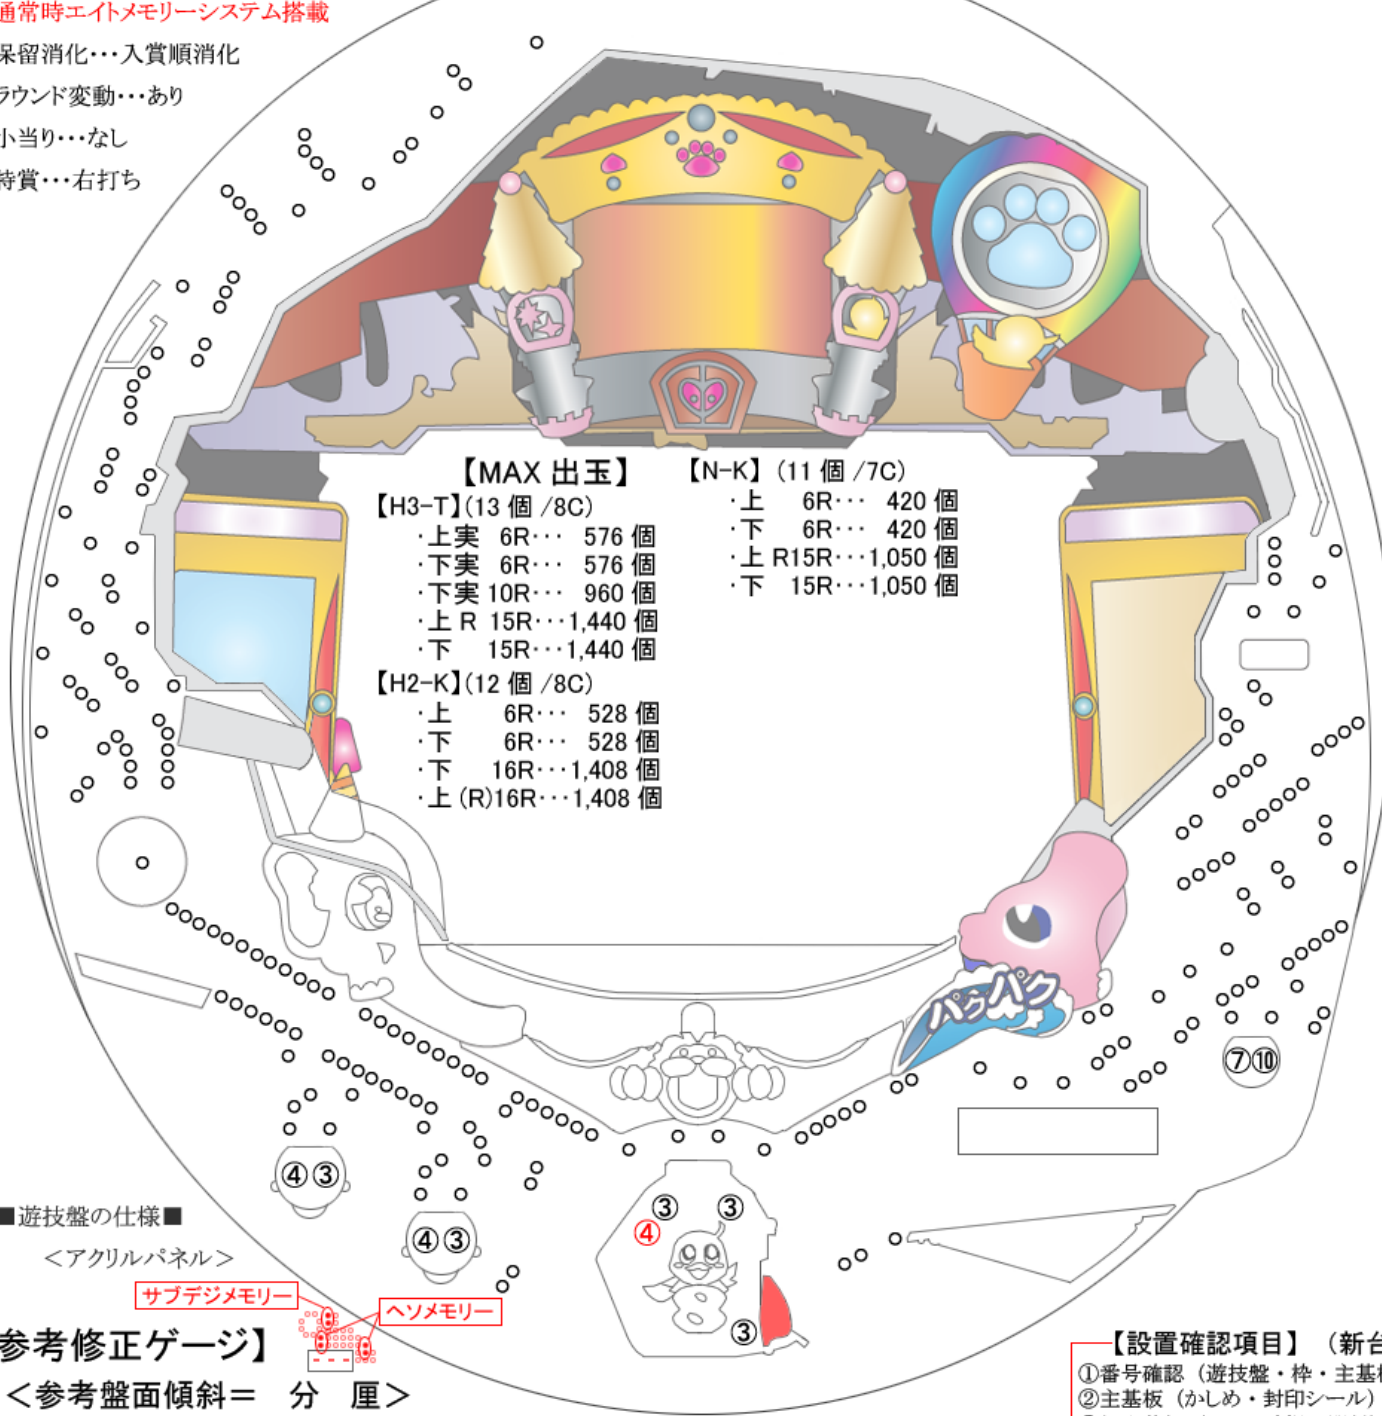 通常時エイトメモリーシステム搭載
保留消化･･･入賞順消化
ラウンド変動･･･あり
小当り･･･なし
特賞･･･右打ち
【MAX 出玉】
【H3-T】(13 個 /8C)
･上実 6R･･･ 576 個
･下実 6R･･･ 576 個
･下実 10R･･･ 960 個
･上 R 15R･･･1,440 個
･下 15R･･･1,440 個
【H2-K】(12 個 /8C)
･上 6R･･･ 528 個
･下 6R･･･ 528 個
･下 16R･･･1,408 個
･上 (R)16R･･･1,408 個
【N-K】 (11 個 /7C)
･上 6R･･･ 420 個
･下 6R･･･ 420 個
･上 R15R･･･1,050 個
･下 15R･･･1,050 個
パクパク
⑦⑩
④③
④③
③ ③
④
③
■遊技盤の仕様■
＜アクリルパネル＞
サブデジメモリー
ヘソメモリー
参考修正ゲージ】
＜参考盤面傾斜＝ 分 厘＞
【設置確認項目】 （新台
①番号確認（遊技盤・枠・主基板
②主基板（かしめ・封印シール）